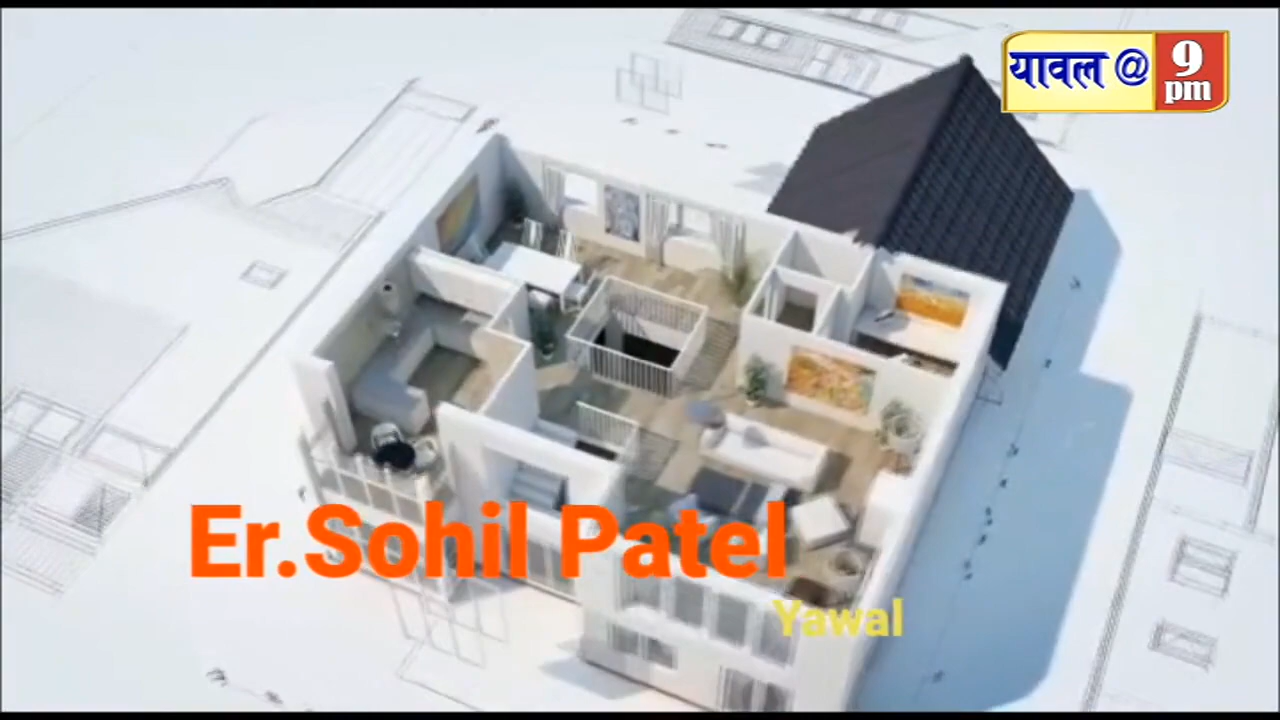 यावल @ 9 pm
Er.Sohil Patel
Yawal